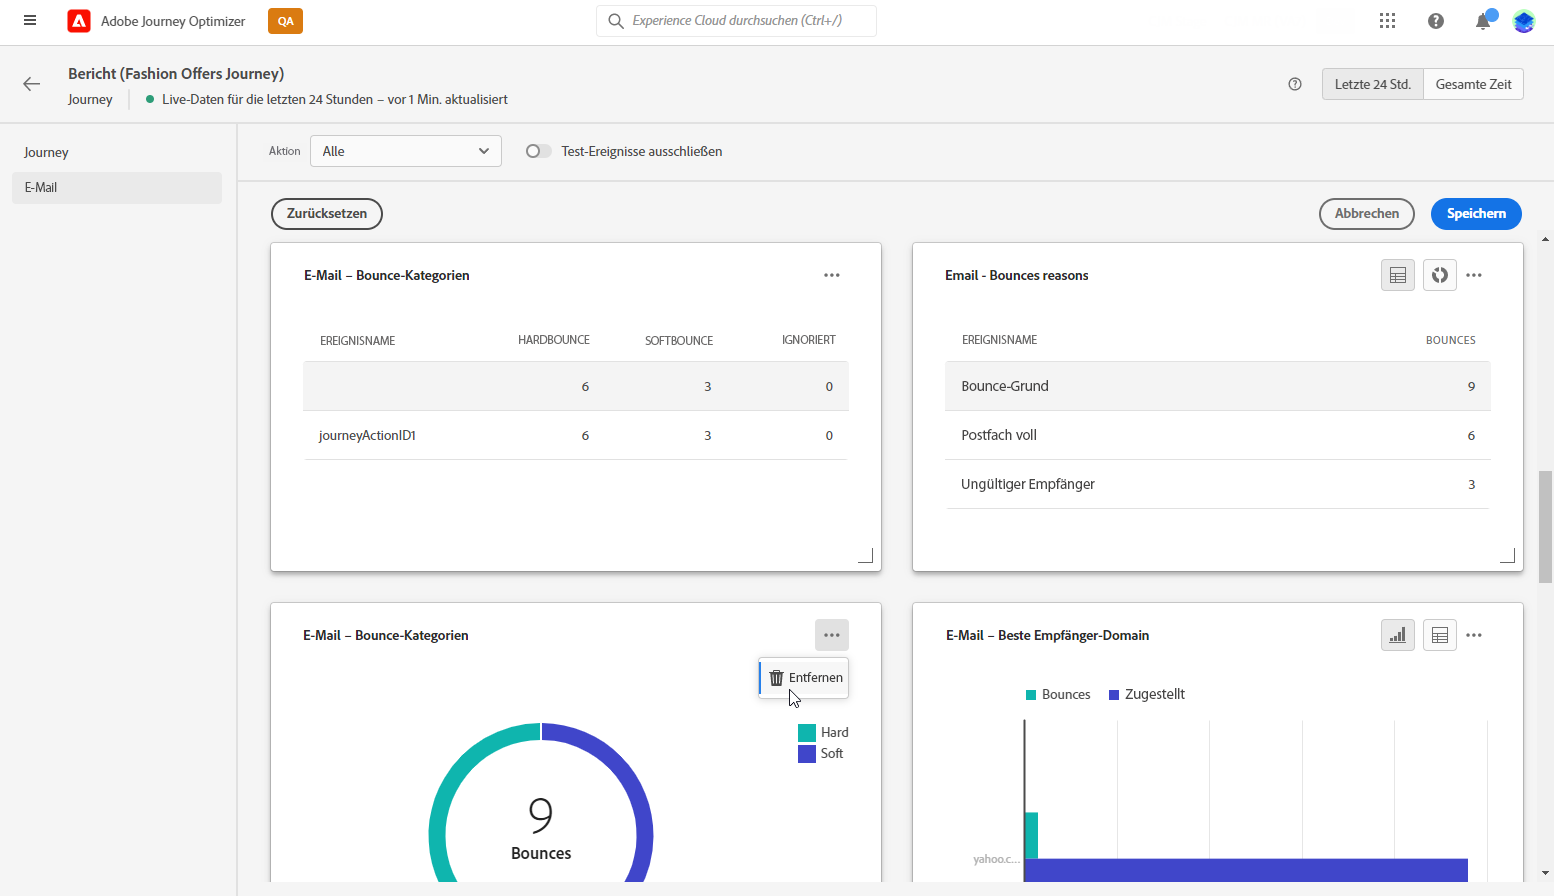 Adobe Journey Optimizer
QA
Experience Cloud durchsuchen (Ctrl+/)
Bericht (Fashion Offers Journey)
Journey
Live-Daten für die letzten 24 Stunden – vor 1 Min. aktualisiert
Letzte 24 Std.
Gesamte Zeit
Journey
E-Mail
Aktion
Alle
Test-Ereignisse ausschließen
Zurücksetzen
Abbrechen
Speichern
E-Mail – Bounce-Kategorien
EREIGNISNAME HARDBOUNCE SOFTBOUNCE IGNORIERT
6 3 0
journeyActionID1 6 3 0
Email - Bounces reasons
EREIGNISNAME BOUNCES
Bounce-Grund 9
Postfach voll 6
Ungültiger Empfänger 3
E-Mail – Bounce-Kategorien
Entfernen
Hard
Soft
9
Bounces
E-Mail – Beste Empfänger-Domain
Bounces Zugestellt
yahoo.c...